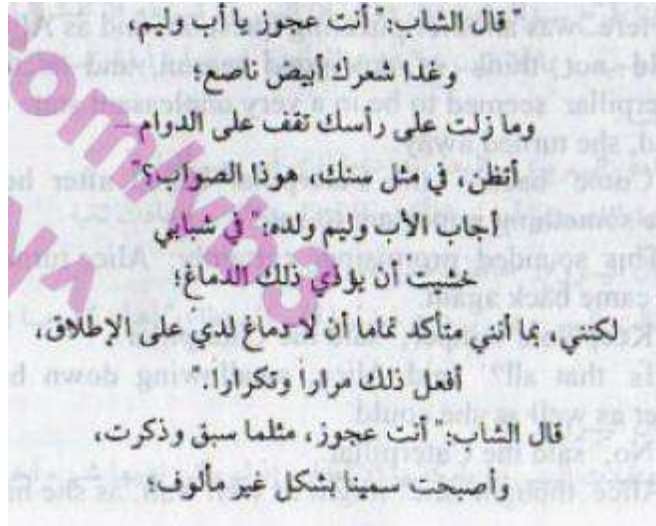 " قال الشاب:" أنت عجوز يا أب وليم،
وغدا شعرك أبيض ناصع؛
وما زلت على رأسك تقف على الدوام –
أتظن، في مثل سنك، هوذا الصواب؟"
أجاب الأب وليم ولده:" في شبابي
خشيت أن يؤذي ذلك الدماغ؛
لكنني، بما أنني متأكد تماما أن لا دماغ لدي على الإطلاق،
أفعل ذلك مرارا وتكرارا."
قال الشاب:" أنت عجوز، مثلما سبق وذكرت،
وأصبحت سمينا بشكل غير مألوف؛